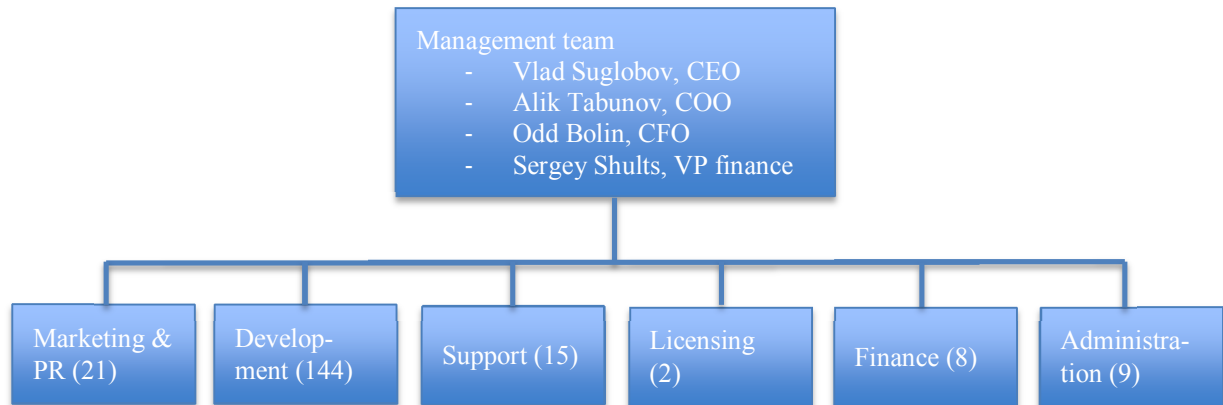 Management team
- Vlad Suglobov, CEO
- Alik Tabunov, COO
- Odd Bolin, CFO
- Sergey Shults, VP finance
Marketing &
PR (21)
Develop-
ment (144)
Support (15)
Licensing
(2)
Finance (8)
Administra-
tion (9)